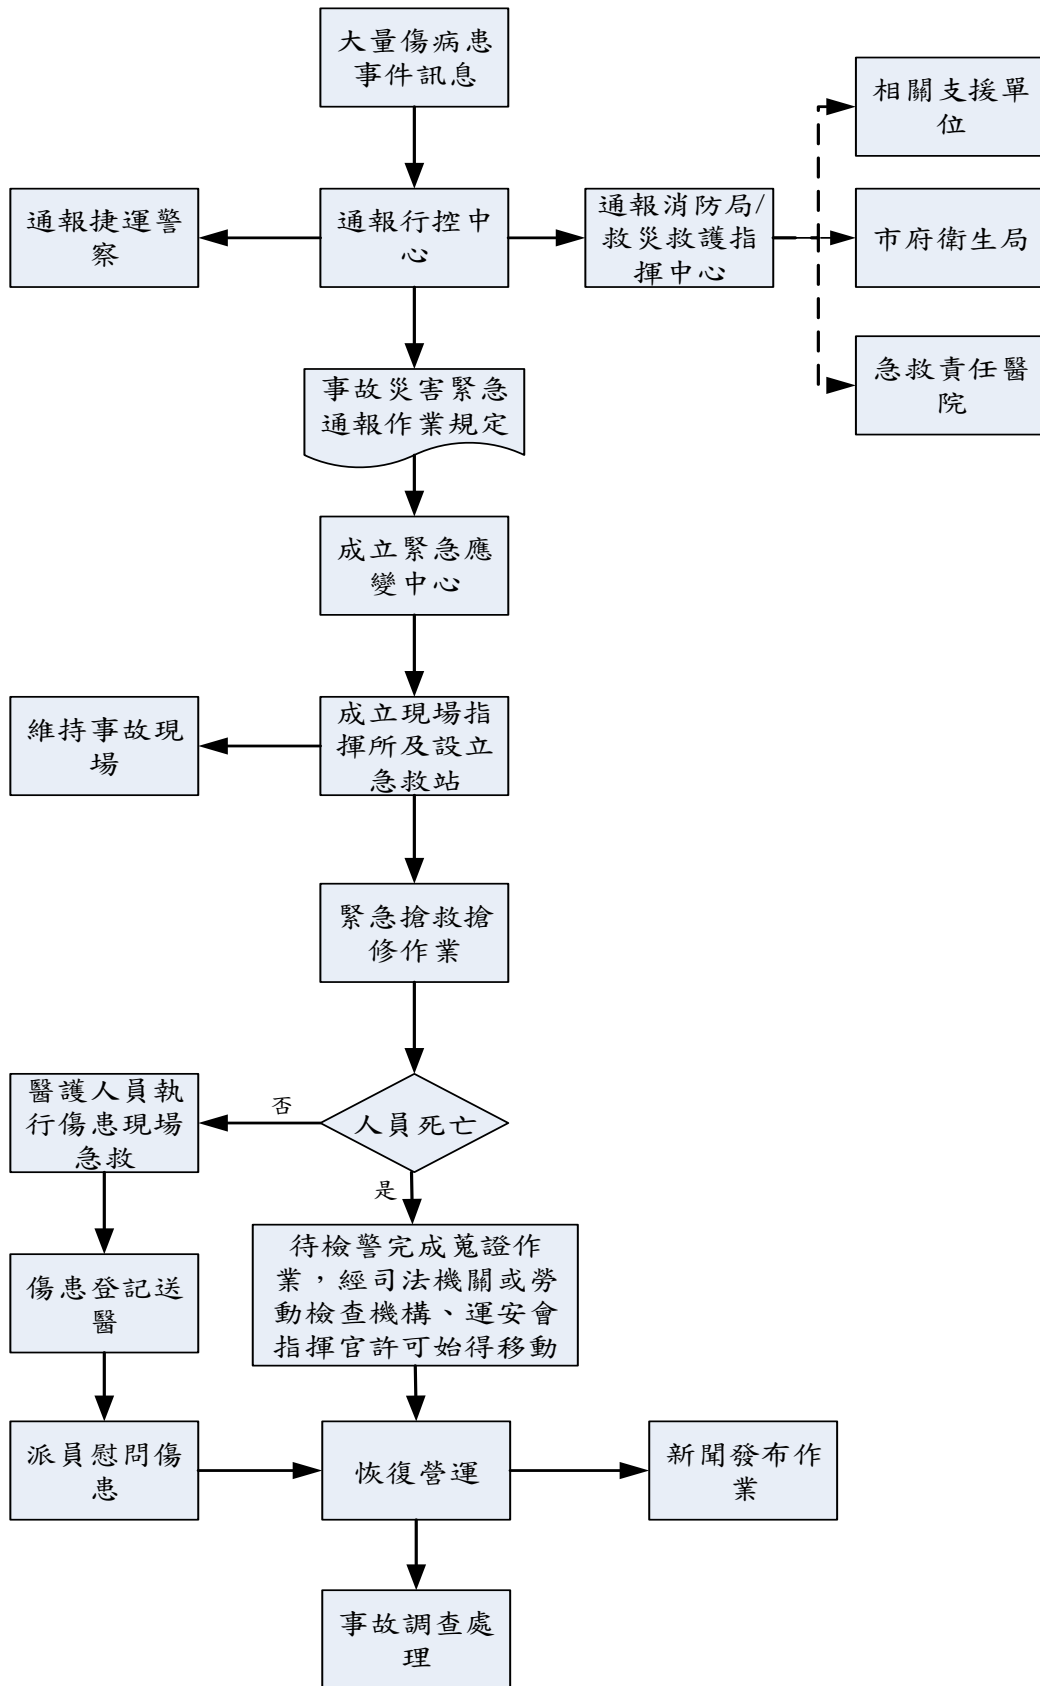 大量傷病患
事件訊息
相關支援單
位
通報捷運警
察
通報行控中
心
通報消防局/
救災救護指
揮中心
市府衛生局
急救責任醫
院
事故災害緊急
通報作業規定
成立緊急應
變中心
維持事故現
場
成立現場指
揮所及設立
急救站
緊急搶救搶
修作業
醫護人員執
行傷患現場
急救
否
人員死亡
是
傷患登記送
醫
待檢警完成蒐證作
業，經司法機關或勞
動檢查機構、運安會
指揮官許可始得移動
派員慰問傷
患
恢復營運
新聞發布作
業
事故調查處
理